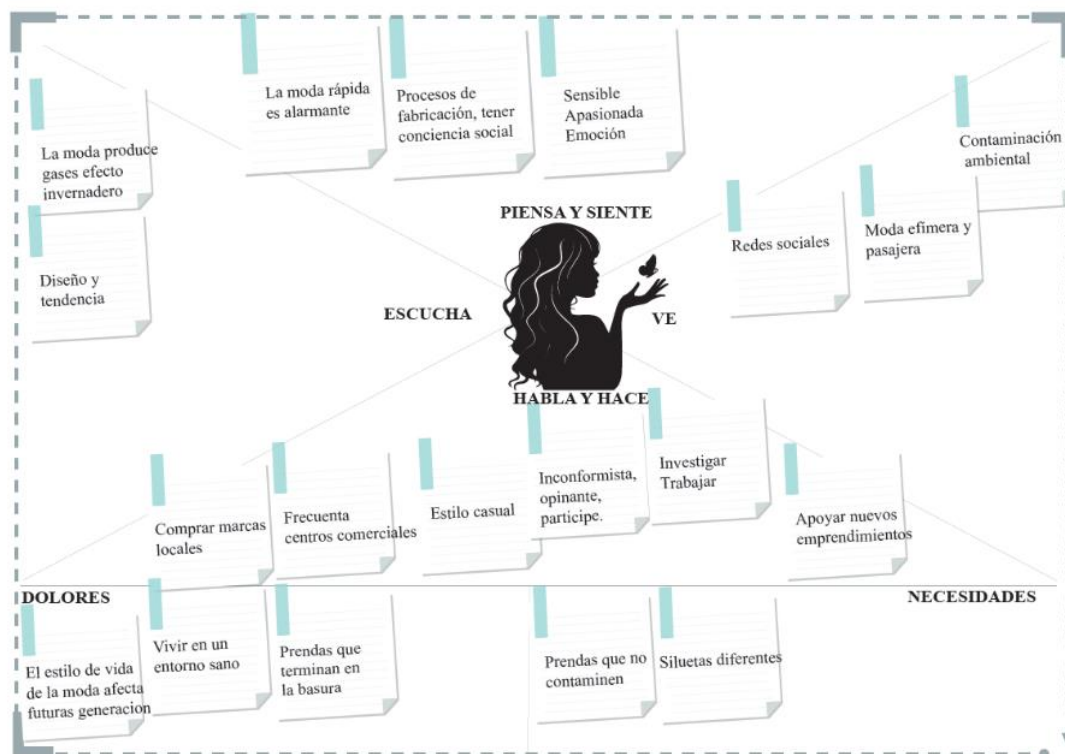 La moda rápida
es alarmante
Procesos de
fabricación, tener
conciencia social
Sensible
Apasionada
Emoción
La moda produce
gases efecto
invernadero
Contaminación
ambiental
PIENSA Y SIENTE
Redes sociales
Moda efímera y
pasajera
Diseño y
tendencia
ESCUCHA
VE
HABLA Y HACE
Comprar marcas
locales
Frecuenta
centros comerciales
Estilo casual
Inconformista,
opinante,
participe.
Investigar
Trabajar
Apoyar nuevos
emprendimientos
DOLORES
NECESIDADES
El estilo de vida
de la moda afecta
futuras generacion
Vivir en un
entorno sano
Prendas que
terminan en
la basura
Prendas que no
contaminen
Siluetas diferentes